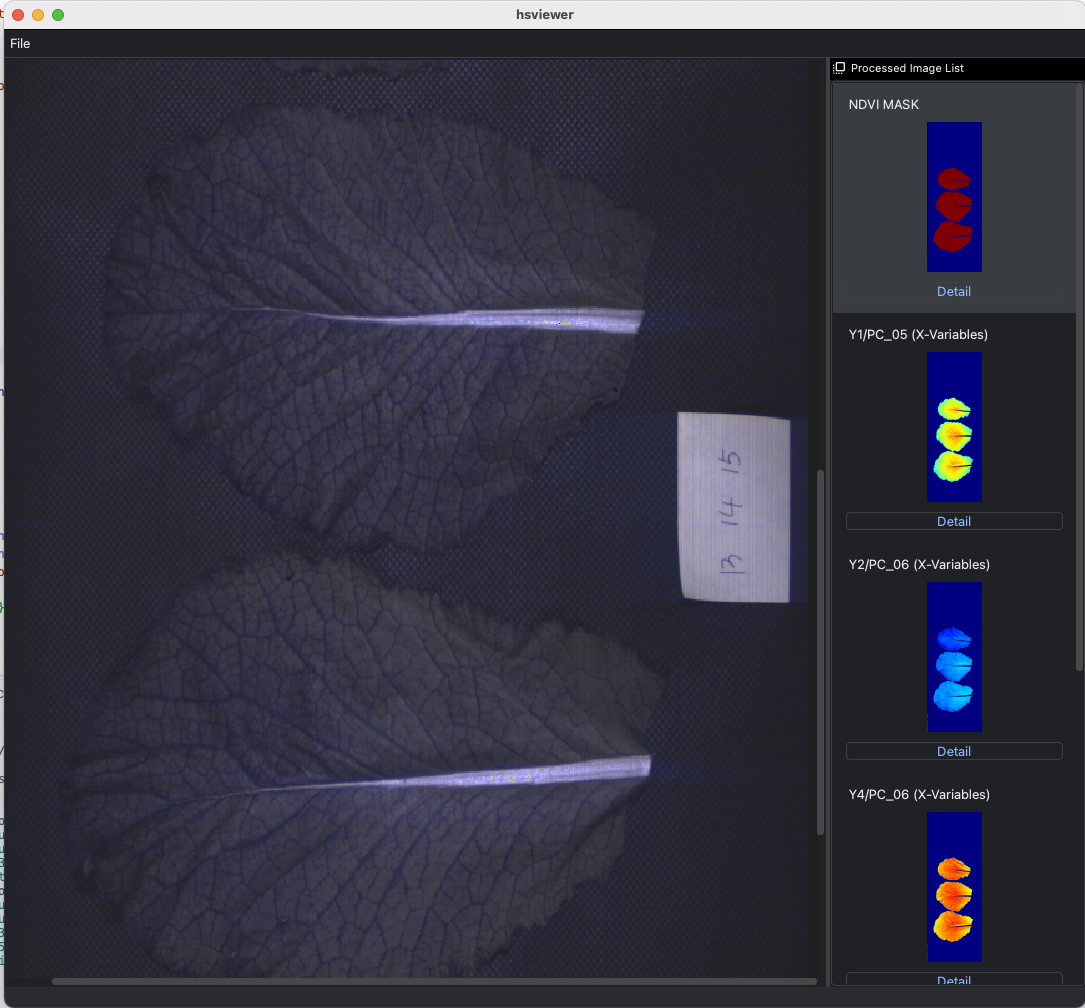 hsviewer
File
Processed Image List
NDVI MASK
Detail
Y1/PC_05 (X-Variables)
Detail
Y2/PC_06 (X-Variables)
Detail
Y4/PC_06 (X-Variables)
Detail
13 14 15